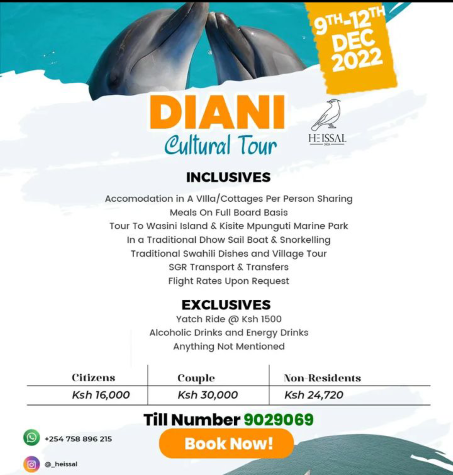 9TH-12TH
DEC
2022
DIANI
Cultural Tour
HEISSAL
INCLUSIVES
Accomodation in A VIlla/Cottages Per Person Sharing
Meals On Full Board Basis
Tour To Wasini Island & Kisite Mpunguti Marine Park
In a Traditional Dhow Sail Boat & Snorkelling
Traditional Swahili Dishes and Village Tour
SGR Transport & Transfers
Flight Rates Upon Request
EXCLUSIVES
Yatch Ride @ Ksh 1500
Alcoholic Drinks and Energy Drinks
Anything Not Mentioned
Citizens Couple Non-Residents
Ksh 16,000 Ksh 30,000 Ksh 24,720
Till Number 9029069
+254 758 896 215
Book Now!
@_heissal